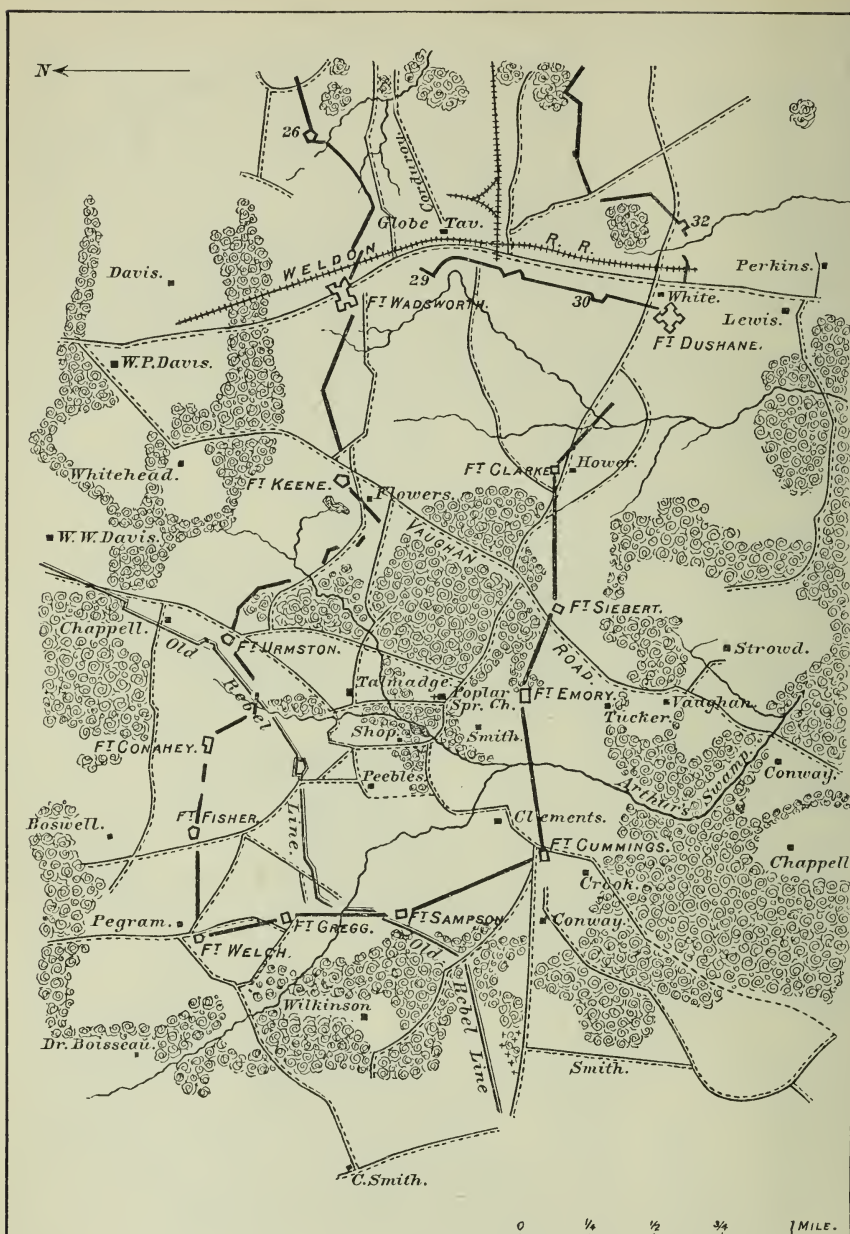 N
26
Corduroy
Globe Tav.
32
WELDON R. R.
Davis.
29
30
Perkins.
White.
Lewis.
FT WADSWORTH.
FT DUSHANE.
W.P. Davis.
Whitehead.
FT KEENE.
Flowers.
FT CLARKE
Hower.
W.W. Davis.
VAUGHAN ROAD.
Chappell.
Old Rebel Line.
FT URMSTON.
FT SIEBERT.
Strowd.
Talmadge.
Poplar
Spr. Ch.
FT EMORY.
Tucker.
Vaughan.
FT CONAHEY.
Shop.
Smith.
Peebles
Arthur's Swamp
Conway.
Boswell.
FT FISHER.
Clements.
FT CUMMINGS.
Chappell
Crook.
Pegram.
FT WELCH.
FT GREGG.
FT SAMPSON
Conway.
Old Rebel Line
Wilkinson
Dr. Boisseau.
Smith.
C. Smith.
0 1/4 1/2 3/4 1 MILE.